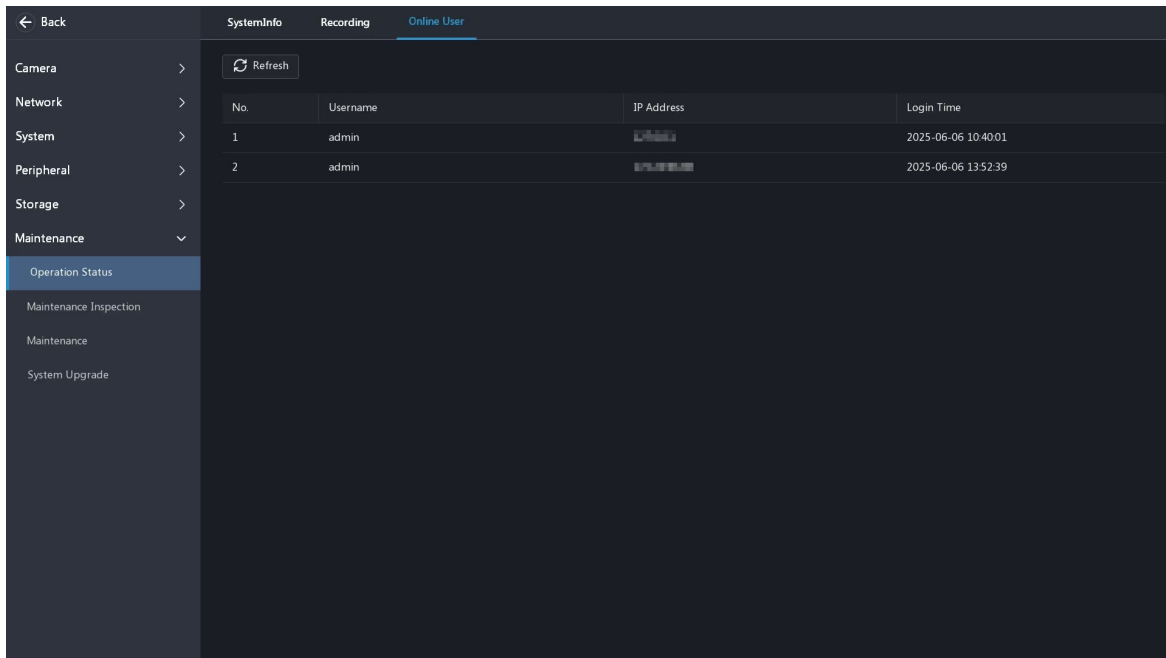 Back
SystemInfo Recording Online User
Camera
Refresh
Network
No. Username IP Address Login Time
System
1 admin 2025-06-06 10:40:01
Peripheral
2 admin 2025-06-06 13:52:39
Storage
Maintenance
Operation Status
Maintenance Inspection
Maintenance
System Upgrade